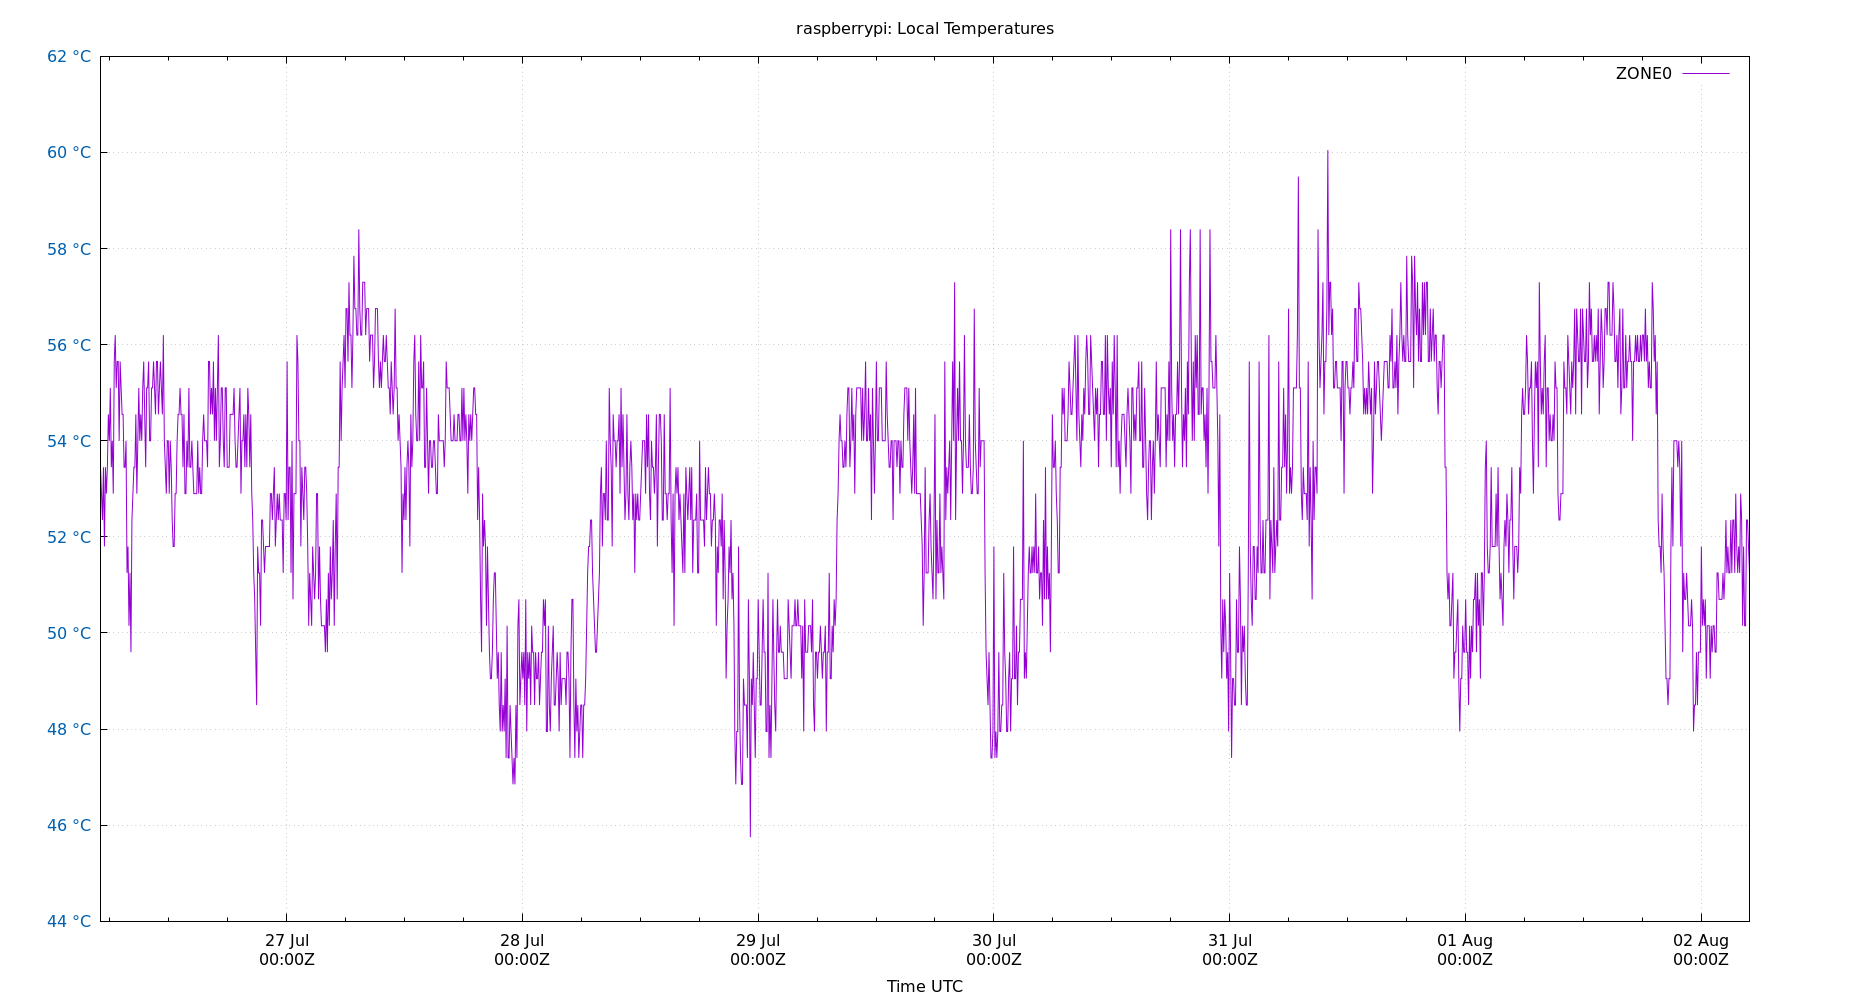 raspberrypi: Local Temperatures
62 °C
ZONE0
60 °C
58 °C
56 °C
54 °C
52 °C
50 °C
48 °C
46 °C
44 °C
27 Jul 28 Jul 29 Jul 30 Jul 31 Jul 01 Aug 02 Aug
00:00Z 00:00Z 00:00Z 00:00Z 00:00Z 00:00Z 00:00Z
Time UTC